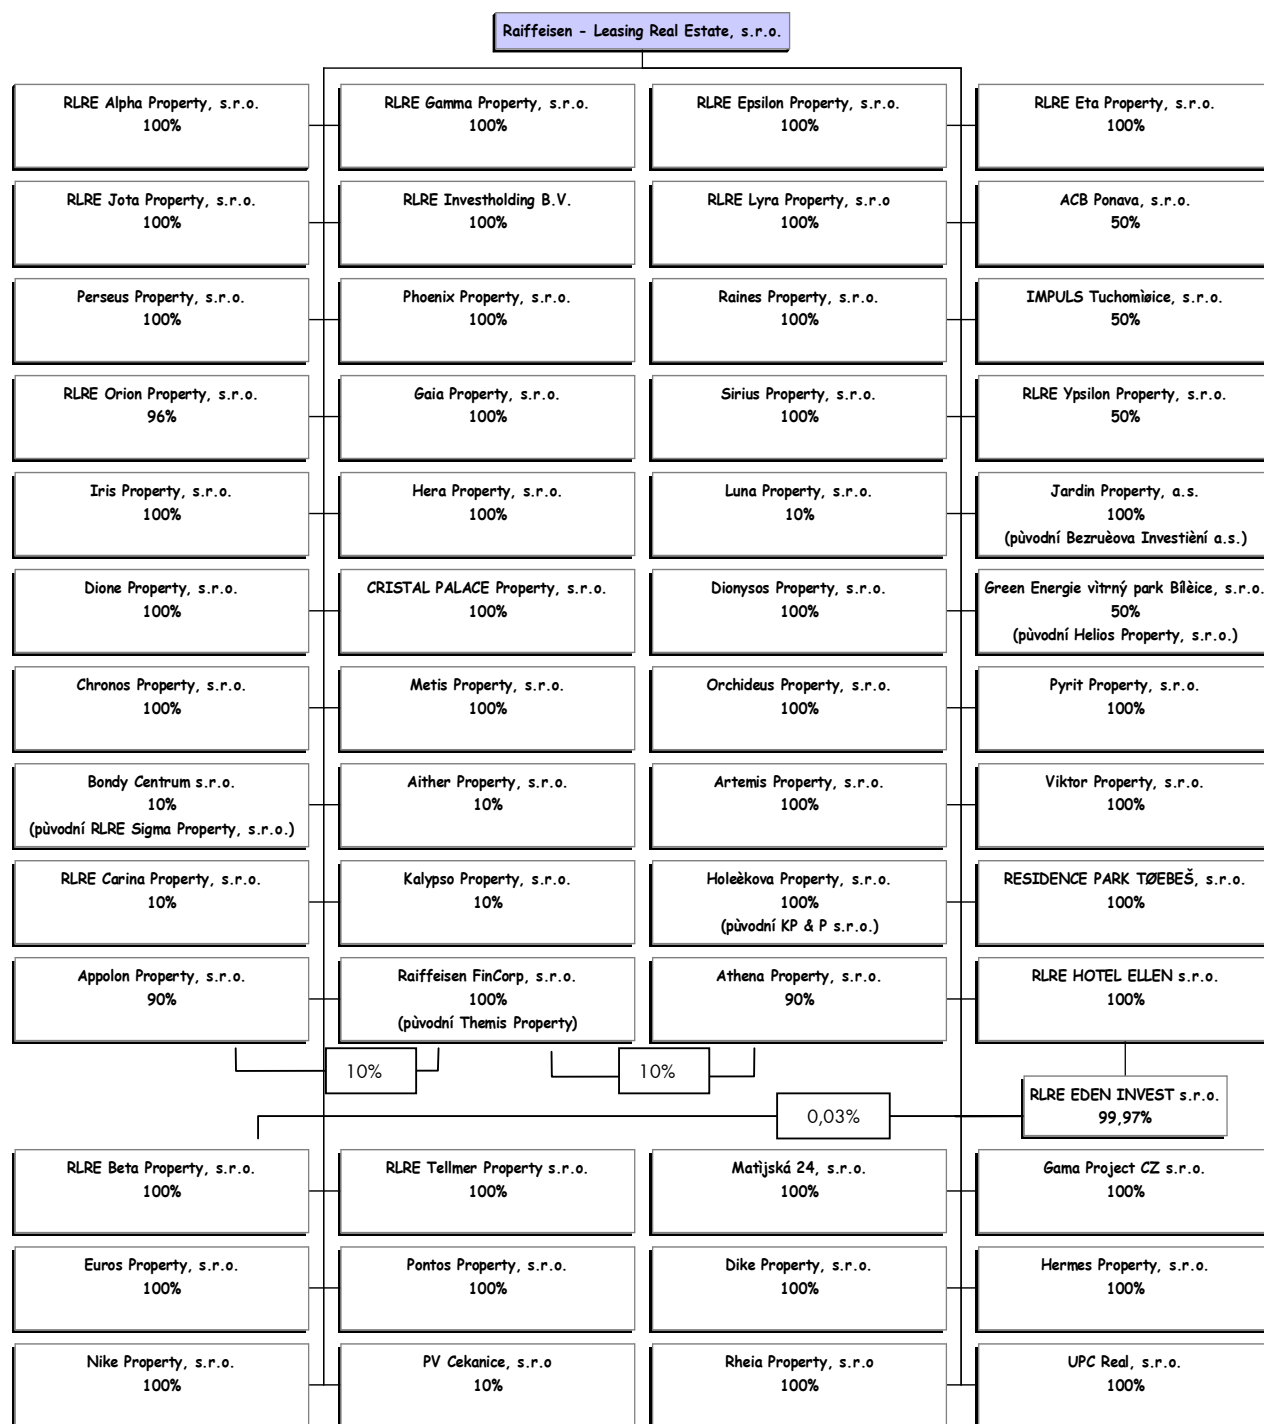 Raiffeisen - Leasing Real Estate, s.r.o.
RLRE Alpha Property, s.r.o.
100%
RLRE Gamma Property, s.r.o.
100%
RLRE Epsilon Property, s.r.o.
100%
RLRE Eta Property, s.r.o.
100%
RLRE Jota Property, s.r.o.
100%
RLRE Investholding B.V.
100%
RLRE Lyra Property, s.r.o
100%
ACB Ponava, s.r.o.
50%
Perseus Property, s.r.o.
100%
Phoenix Property, s.r.o.
100%
Raines Property, s.r.o.
100%
IMPULS Tuchomìøice, s.r.o.
50%
RLRE Orion Property, s.r.o.
96%
Gaia Property, s.r.o.
100%
Sirius Property, s.r.o.
100%
RLRE Ypsilon Property, s.r.o.
50%
Iris Property, s.r.o.
100%
Hera Property, s.r.o.
100%
Luna Property, s.r.o.
10%
Jardin Property, a.s.
100%
(pùvodní Bezruèova Investièní a.s.)
Dione Property, s.r.o.
100%
CRISTAL PALACE Property, s.r.o.
100%
Dionysos Property, s.r.o.
100%
Green Energie vìtrný park Bílèice, s.r.o.
50%
(pùvodní Helios Property, s.r.o.)
Chronos Property, s.r.o.
100%
Metis Property, s.r.o.
100%
Orchideus Property, s.r.o.
100%
Pyrit Property, s.r.o.
100%
Bondy Centrum s.r.o.
10%
(pùvodní RLRE Sigma Property, s.r.o.)
Aither Property, s.r.o.
10%
Artemis Property, s.r.o.
100%
Viktor Property, s.r.o.
100%
RLRE Carina Property, s.r.o.
10%
Kalypso Property, s.r.o.
10%
Holeèkova Property, s.r.o.
100%
(pùvodní KP & P s.r.o.)
RESIDENCE PARK TØEBEŠ, s.r.o.
100%
Appolon Property, s.r.o.
90%
Raiffeisen FinCorp, s.r.o.
100%
(pùvodní Themis Property)
Athena Property, s.r.o.
90%
RLRE HOTEL ELLEN s.r.o.
100%
10%
10%
RLRE EDEN INVEST s.r.o.
99,97%
0,03%
RLRE Beta Property, s.r.o.
100%
RLRE Tellmer Property s.r.o.
100%
Matìjská 24, s.r.o.
100%
Gama Project CZ s.r.o.
100%
Euros Property, s.r.o.
100%
Pontos Property, s.r.o.
100%
Dike Property, s.r.o.
100%
Hermes Property, s.r.o.
100%
Nike Property, s.r.o.
100%
PV Cekanice, s.r.o
10%
Rheia Property, s.r.o
100%
UPC Real, s.r.o.
100%